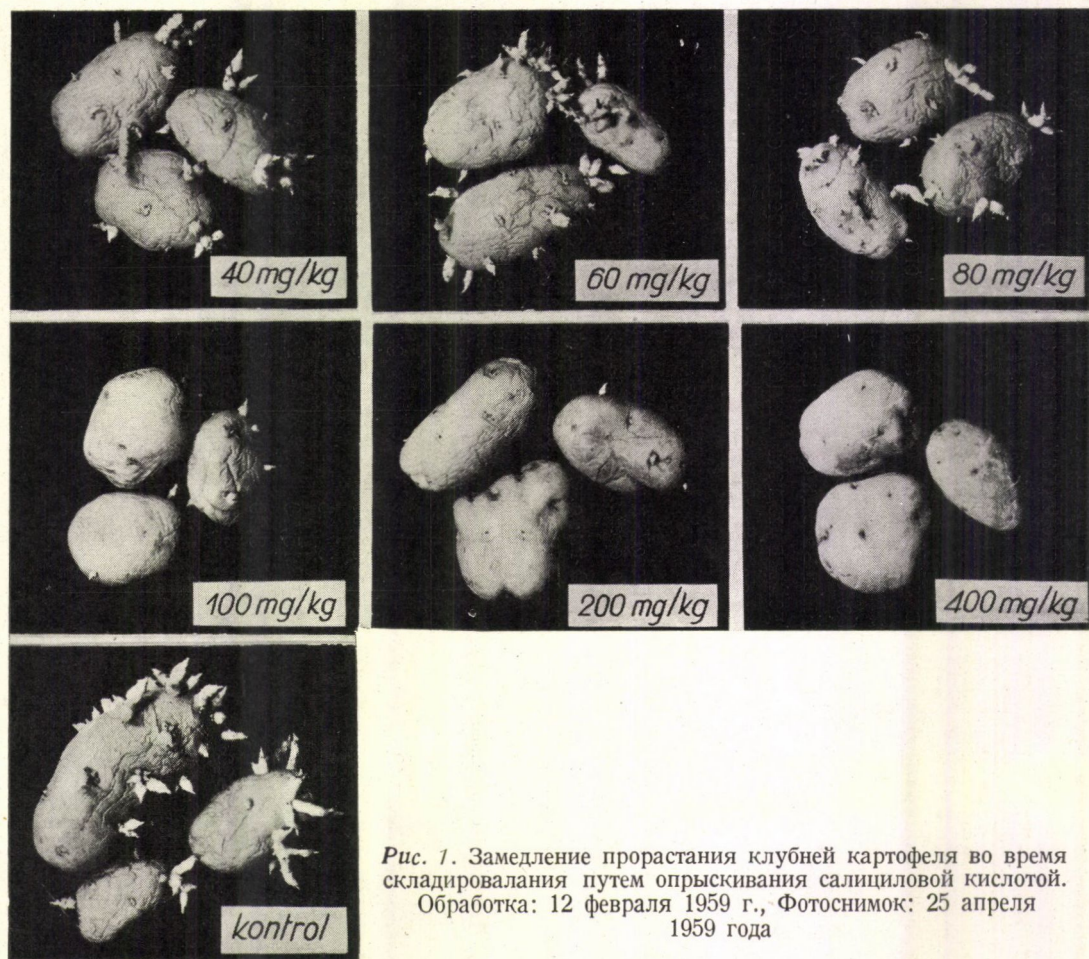 40 mg/kg
60 mg/kg
80 mg/kg
100 mg/kg
200 mg/kg
400 mg/kg
kontrol
Рис. 1. Замедление прорастания клубней картофеля во время
складировалания путем опрыскивания салициловой кислотой.
Обработка: 12 февраля 1959 г., Фотоснимок: 25 апреля
1959 года